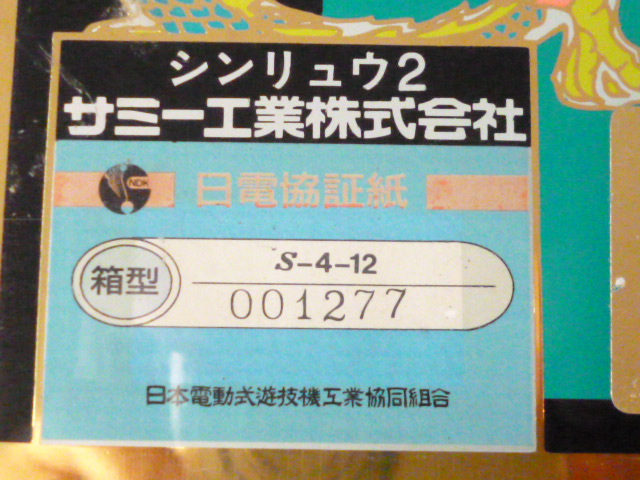 シンリュウ2
サミー工業株式会社
NDK 日電協証紙
箱型
S-4-12
001277
日本電動式遊技機工業協同組合